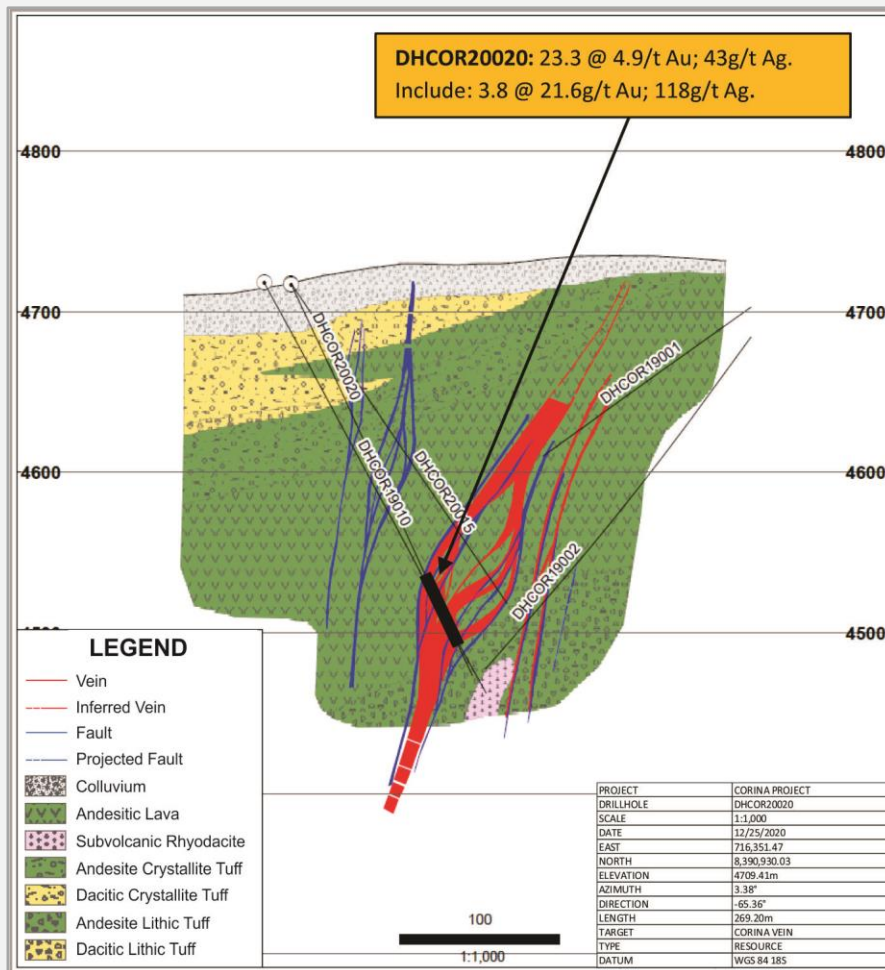 DHCOR20020: 23.3 @ 4.9/t Au; 43g/t Ag.
Include: 3.8 @ 21.6g/t Au; 118g/t Ag.
4800 4800
4700 4700
DHCOR20020
DHCOR19001
4600 4600
DHCOR19010
DHCOR20015
DHCOR19002
4500 4500
LEGEND
Vein
Inferred Vein
Fault
Projected Fault
Colluvium
Andesitic Lava
Subvolcanic Rhyodacite
Andesite Crystallite Tuff
Dacitic Crystallite Tuff
Andesite Lithic Tuff
Dacitic Lithic Tuff
100
1:1,000
PROJECT CORINA PROJECT
DRILLHOLE DHCOR20020
SCALE 1:1,000
DATE 12/25/2020
EAST 716,351.47
NORTH 8,390,930.03
ELEVATION 4709.41m
AZIMUTH 3.38°
DIRECTION -65.36°
LENGTH 269.20m
TARGET CORINA VEIN
TYPE RESOURCE
DATUM WGS 84 18S